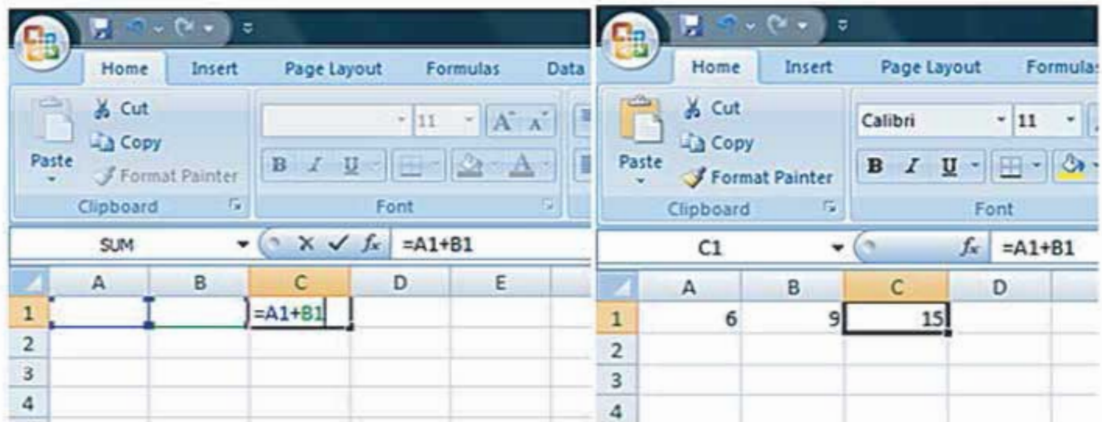 Home Insert Page Layout Formulas Data
Cut
Copy
Paste
Format Painter
11 A A
B I U A
Clipboard Font
SUM fx =A1+B1
A B C D E
1 =A1+B1
2
3
4
Home Insert Page Layout Formulas
Cut
Copy
Paste
Format Painter
Calibri 11
B I U
Clipboard Font
C1 fx =A1+B1
A B C D
1 6 9 15
2
3
4